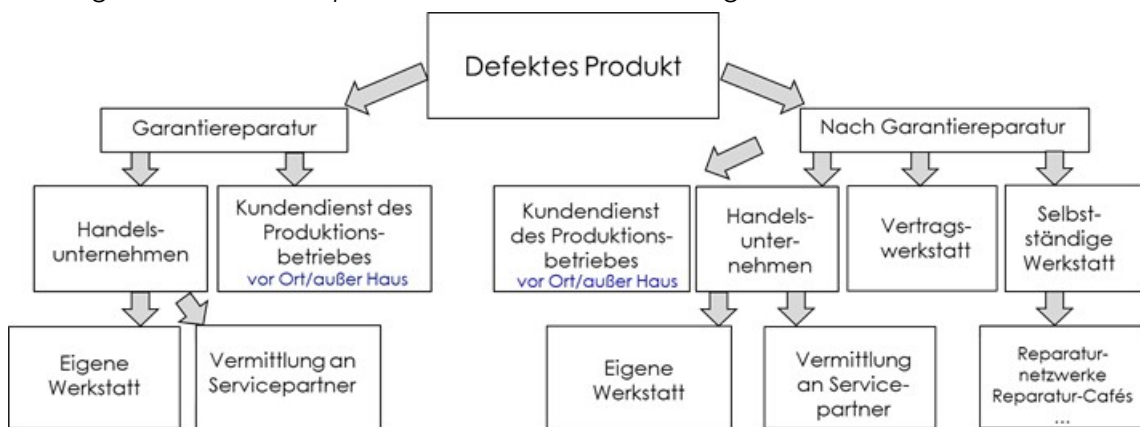 Defektes Produkt
Garantiereparatur
Nach Garantiereparatur
Handels-
unternehmen
Kundendienst des
Produktions-
betriebes
vor Ort/außer Haus
Kundendienst
des Produktions-
betriebes
vor Ort/außer Haus
Handels-
unter-
nehmen
Vertrags-
werkstatt
Selbst-
ständige
Werkstatt
Eigene
Werkstatt
Vermittlung an
Servicepartner
Eigene
Werkstatt
Vermittlung
an Service-
partner
Reparatur-
netzwerke
Reparatur-Cafés
...